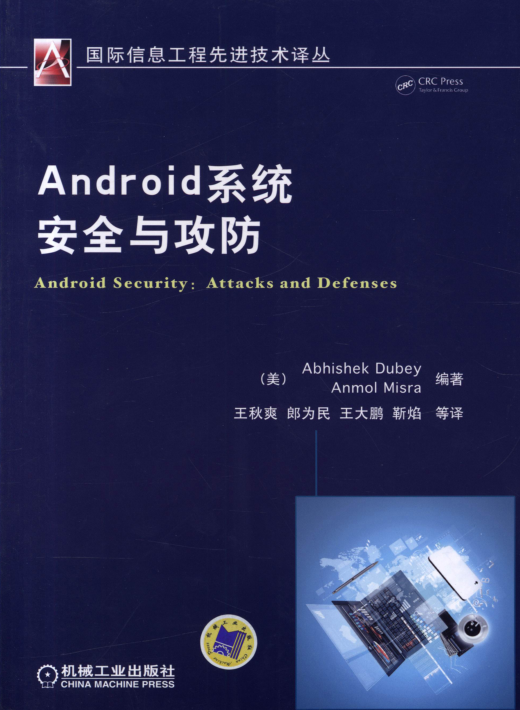 国际信息工程先进技术译丛
CRC
CRC Press
Taylor & Francis Group
Android系统
安全与攻防
Android Security: Attacks and Defenses
(美) Abhishek Dubey
Anmol Misra 编著
王秋爽 郎为民 王大鹏 靳焰 等译
机械工业出版社
CHINA MACHINE PRESS